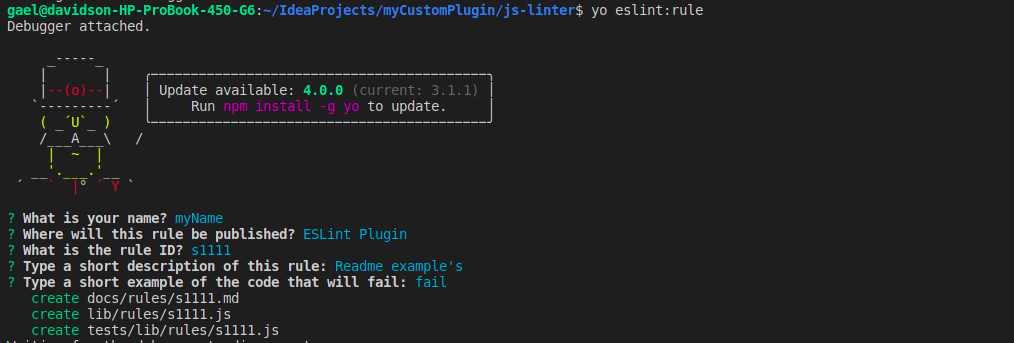 gael@davidson-HP-ProBook-450-G6:~/IdeaProjects/myCustomPlugin/js-linter$ yo eslint:rule
Debugger attached.
Update available: 4.0.0 (current: 3.1.1)
Run npm install -g yo to update.
? What is your name? myName
? Where will this rule be published? ESLint Plugin
? What is the rule ID? s1111
? Type a short description of this rule: Readme example's
? Type a short example of the code that will fail: fail
create docs/rules/s1111.md
create lib/rules/s1111.js
create tests/lib/rules/s1111.js